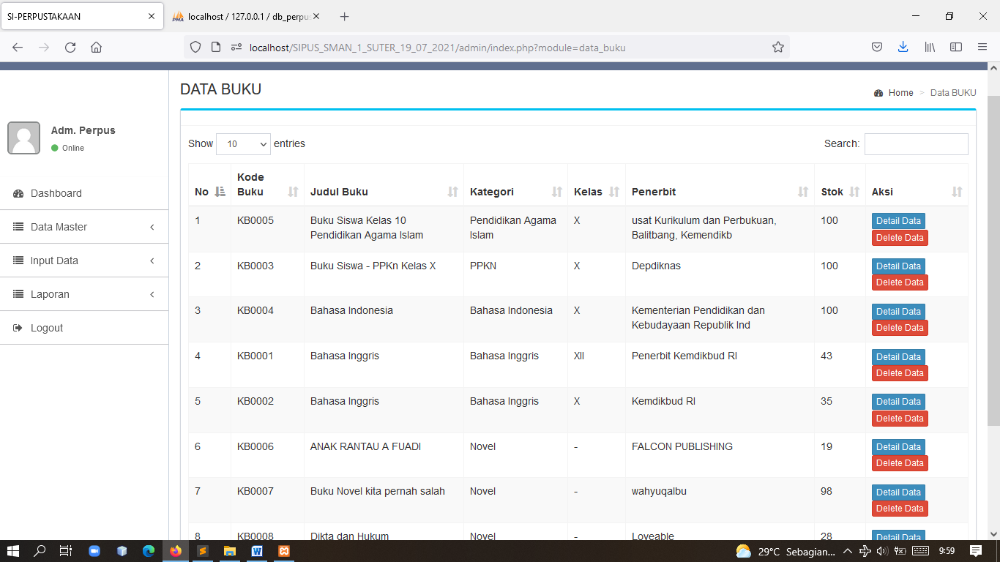 SI-PERPUSTAKAAN
localhost / 127.0.0.1 / db_perpus
localhost/SIPUS_SMAN_1_SUTER_19_07_2021/admin/index.php?module=data_buku
DATA BUKU
Home > Data BUKU
Adm. Perpus
Online
Dashboard
Data Master
Input Data
Laporan
Logout
Show 10 entries
Search:
No Kode Buku Judul Buku Kategori Kelas Penerbit Stok Aksi
1 KB0005 Buku Siswa Kelas 10 Pendidikan Agama X usat Kurikulum dan Perbukuan, 100 Detail Data
Pendidikan Agama Islam Islam Balitbang, Kemendikb Delete Data
2 KB0003 Buku Siswa - PPKn Kelas X PPKN X Depdiknas 100 Detail Data
Delete Data
3 KB0004 Bahasa Indonesia Bahasa Indonesia X Kementerian Pendidikan dan 100 Detail Data
Kebudayaan Republik Ind Delete Data
4 KB0001 Bahasa Inggris Bahasa Inggris XII Penerbit Kemdikbud RI 43 Detail Data
Delete Data
5 KB0002 Bahasa Inggris Bahasa Inggris X Kemdikbud RI 35 Detail Data
Delete Data
6 KB0006 ANAK RANTAU A FUADI Novel - FALCON PUBLISHING 19 Detail Data
Delete Data
7 KB0007 Buku Novel kita pernah salah Novel - wahyuqalbu 98 Detail Data
Delete Data
8 KB0008 Dikta dan Hukum Novel - Loveable 28 Detail Data
29°C Sebagian... 9:59